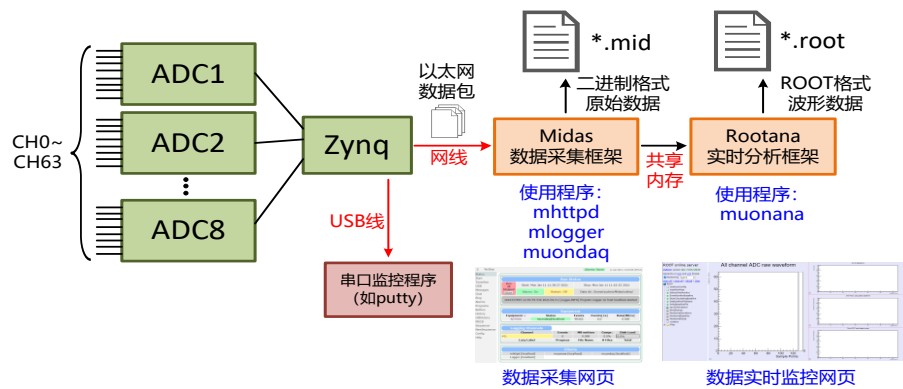 CH0~
CH63
ADC1
ADC2
ADC8
Zynq
以太网
数据包
网线
USB线
串口监控程序
(如putty)
*.mid
二进制格式
原始数据
Midas
数据采集框架
使用程序：
mhttpd
mlogger
muondaq
共享
内存
*.root
ROOT格式
波形数据
Rootana
实时分析框架
使用程序：
muonana
All channel ADC raw waveform
Sample Points
数据采集网页
数据实时监控网页